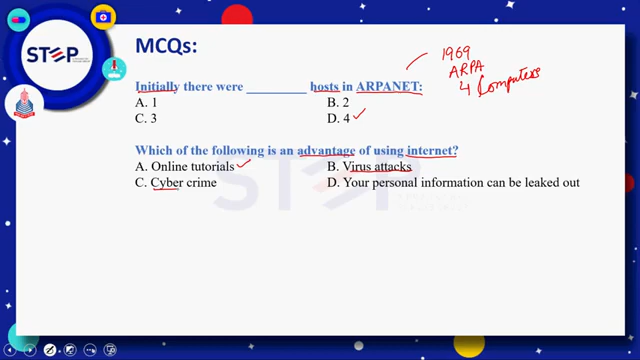 STEP
MCQs:
1969
ARPA
4 Computers
Initially there were ________ hosts in ARPANET:
A. 1
B. 2
C. 3
D. 4
Which of the following is an advantage of using internet?
A. Online tutorials
B. Virus attacks
C. Cyber crime
D. Your personal information can be leaked out